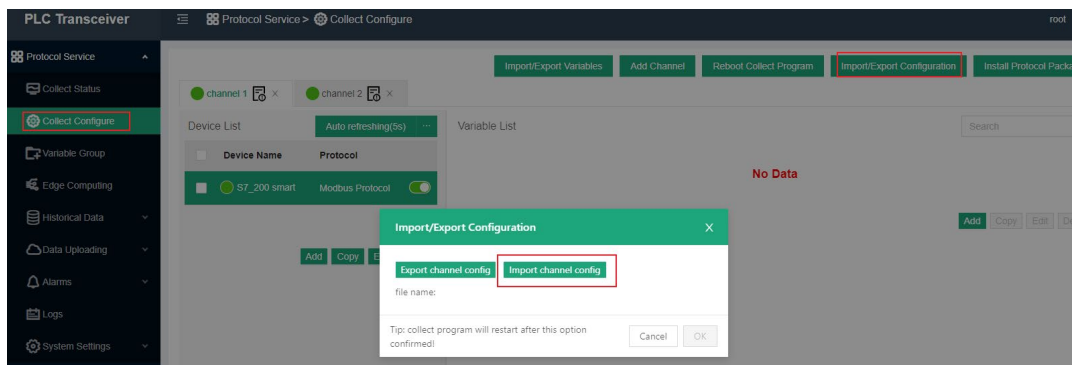 PLC Transceiver
Protocol Service > Collect Configure
root
Protocol Service
Import/Export Variables Add Channel Reboot Collect Program Import/Export Configuration Install Protocol
Collect Status
channel 1 × channel 2 ×
Collect Configure
Device List Auto refreshing(5s) ... Variable List Search
Variable Group
Device Name Protocol
No Data
Edge Computing
S7_200 smart Modbus Protocol
Historical Data
Add Copy Edit
Import/Export Configuration X
Data Uploading
Add Copy
Export channel config Import channel config
Alarms
file name:
Logs
Tip: collect program will restart after this option
confirmed!
Cancel OK
System Settings